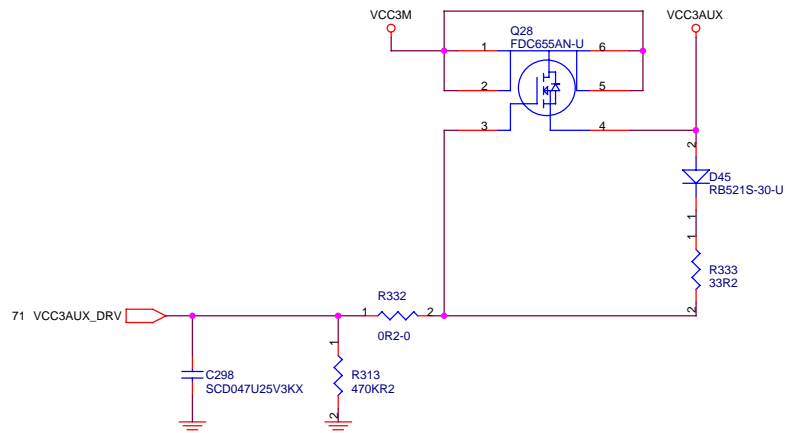 VCC3M
VCC3AUX
Q28
FDC655AN-U
1
6
2
5
3
4
2
D45
RB521S-30-U
1
1
R333
33R2
2
R332
71 VCC3AUX_DRV
1
2
0R2-0
1
C298
SCD047U25V3KX
R313
470KR2
2